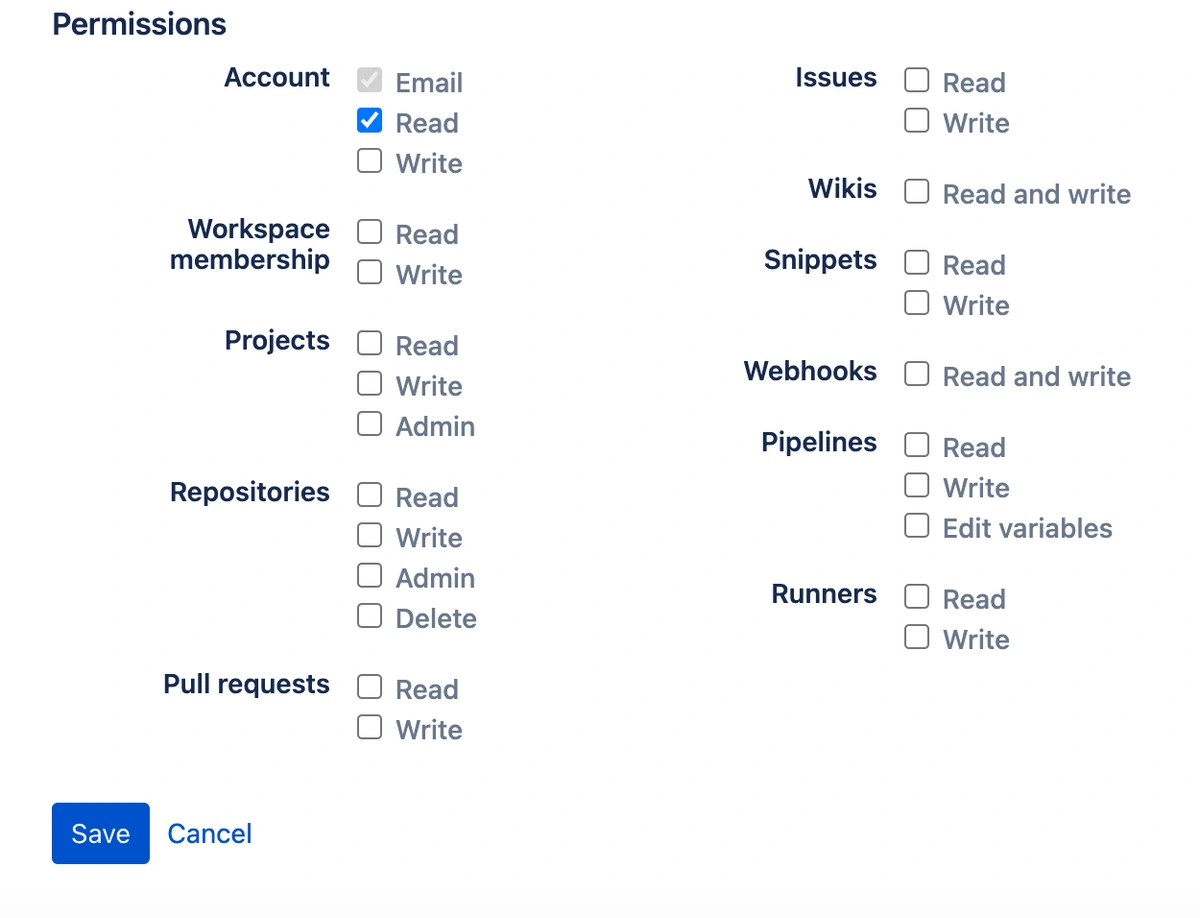 Permissions
Account
Email
Read
Write
Workspace
membership
Read
Write
Projects
Read
Write
Admin
Repositories
Read
Write
Admin
Delete
Pull requests
Read
Write
Issues
Read
Write
Wikis
Read and write
Snippets
Read
Write
Webhooks
Read and write
Pipelines
Read
Write
Edit variables
Runners
Read
Write
Save
Cancel